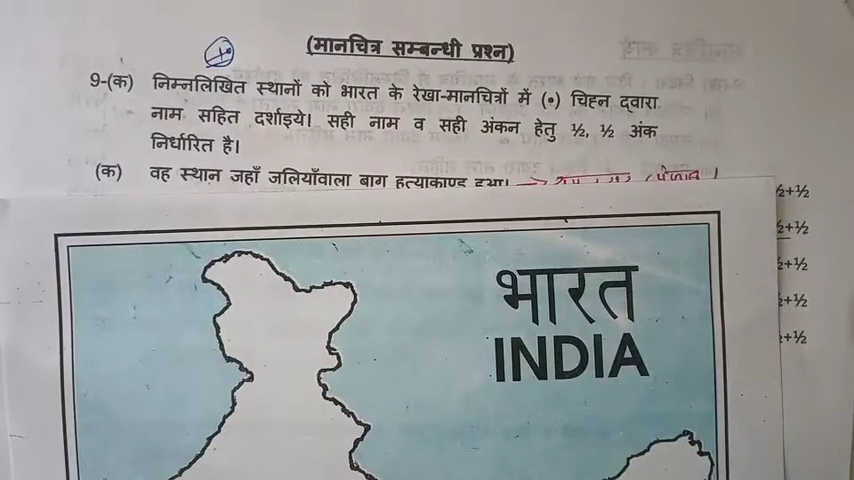 (मानचित्र सम्बन्धी प्रश्न)
9-(क) निम्नलिखित स्थानों को भारत के रेखा-मानचित्रों में (•) चिह्न द्वारा
नाम सहित दर्शाइये। सही नाम व सही अंकन हेतु ½, ½ अंक
निर्धारित है।
(क) वह स्थान जहाँ जलियाँवाला बाग हत्याकाण्ड हुआ।
½+½
½+½
½+½
½+½
½+½
भारत
INDIA